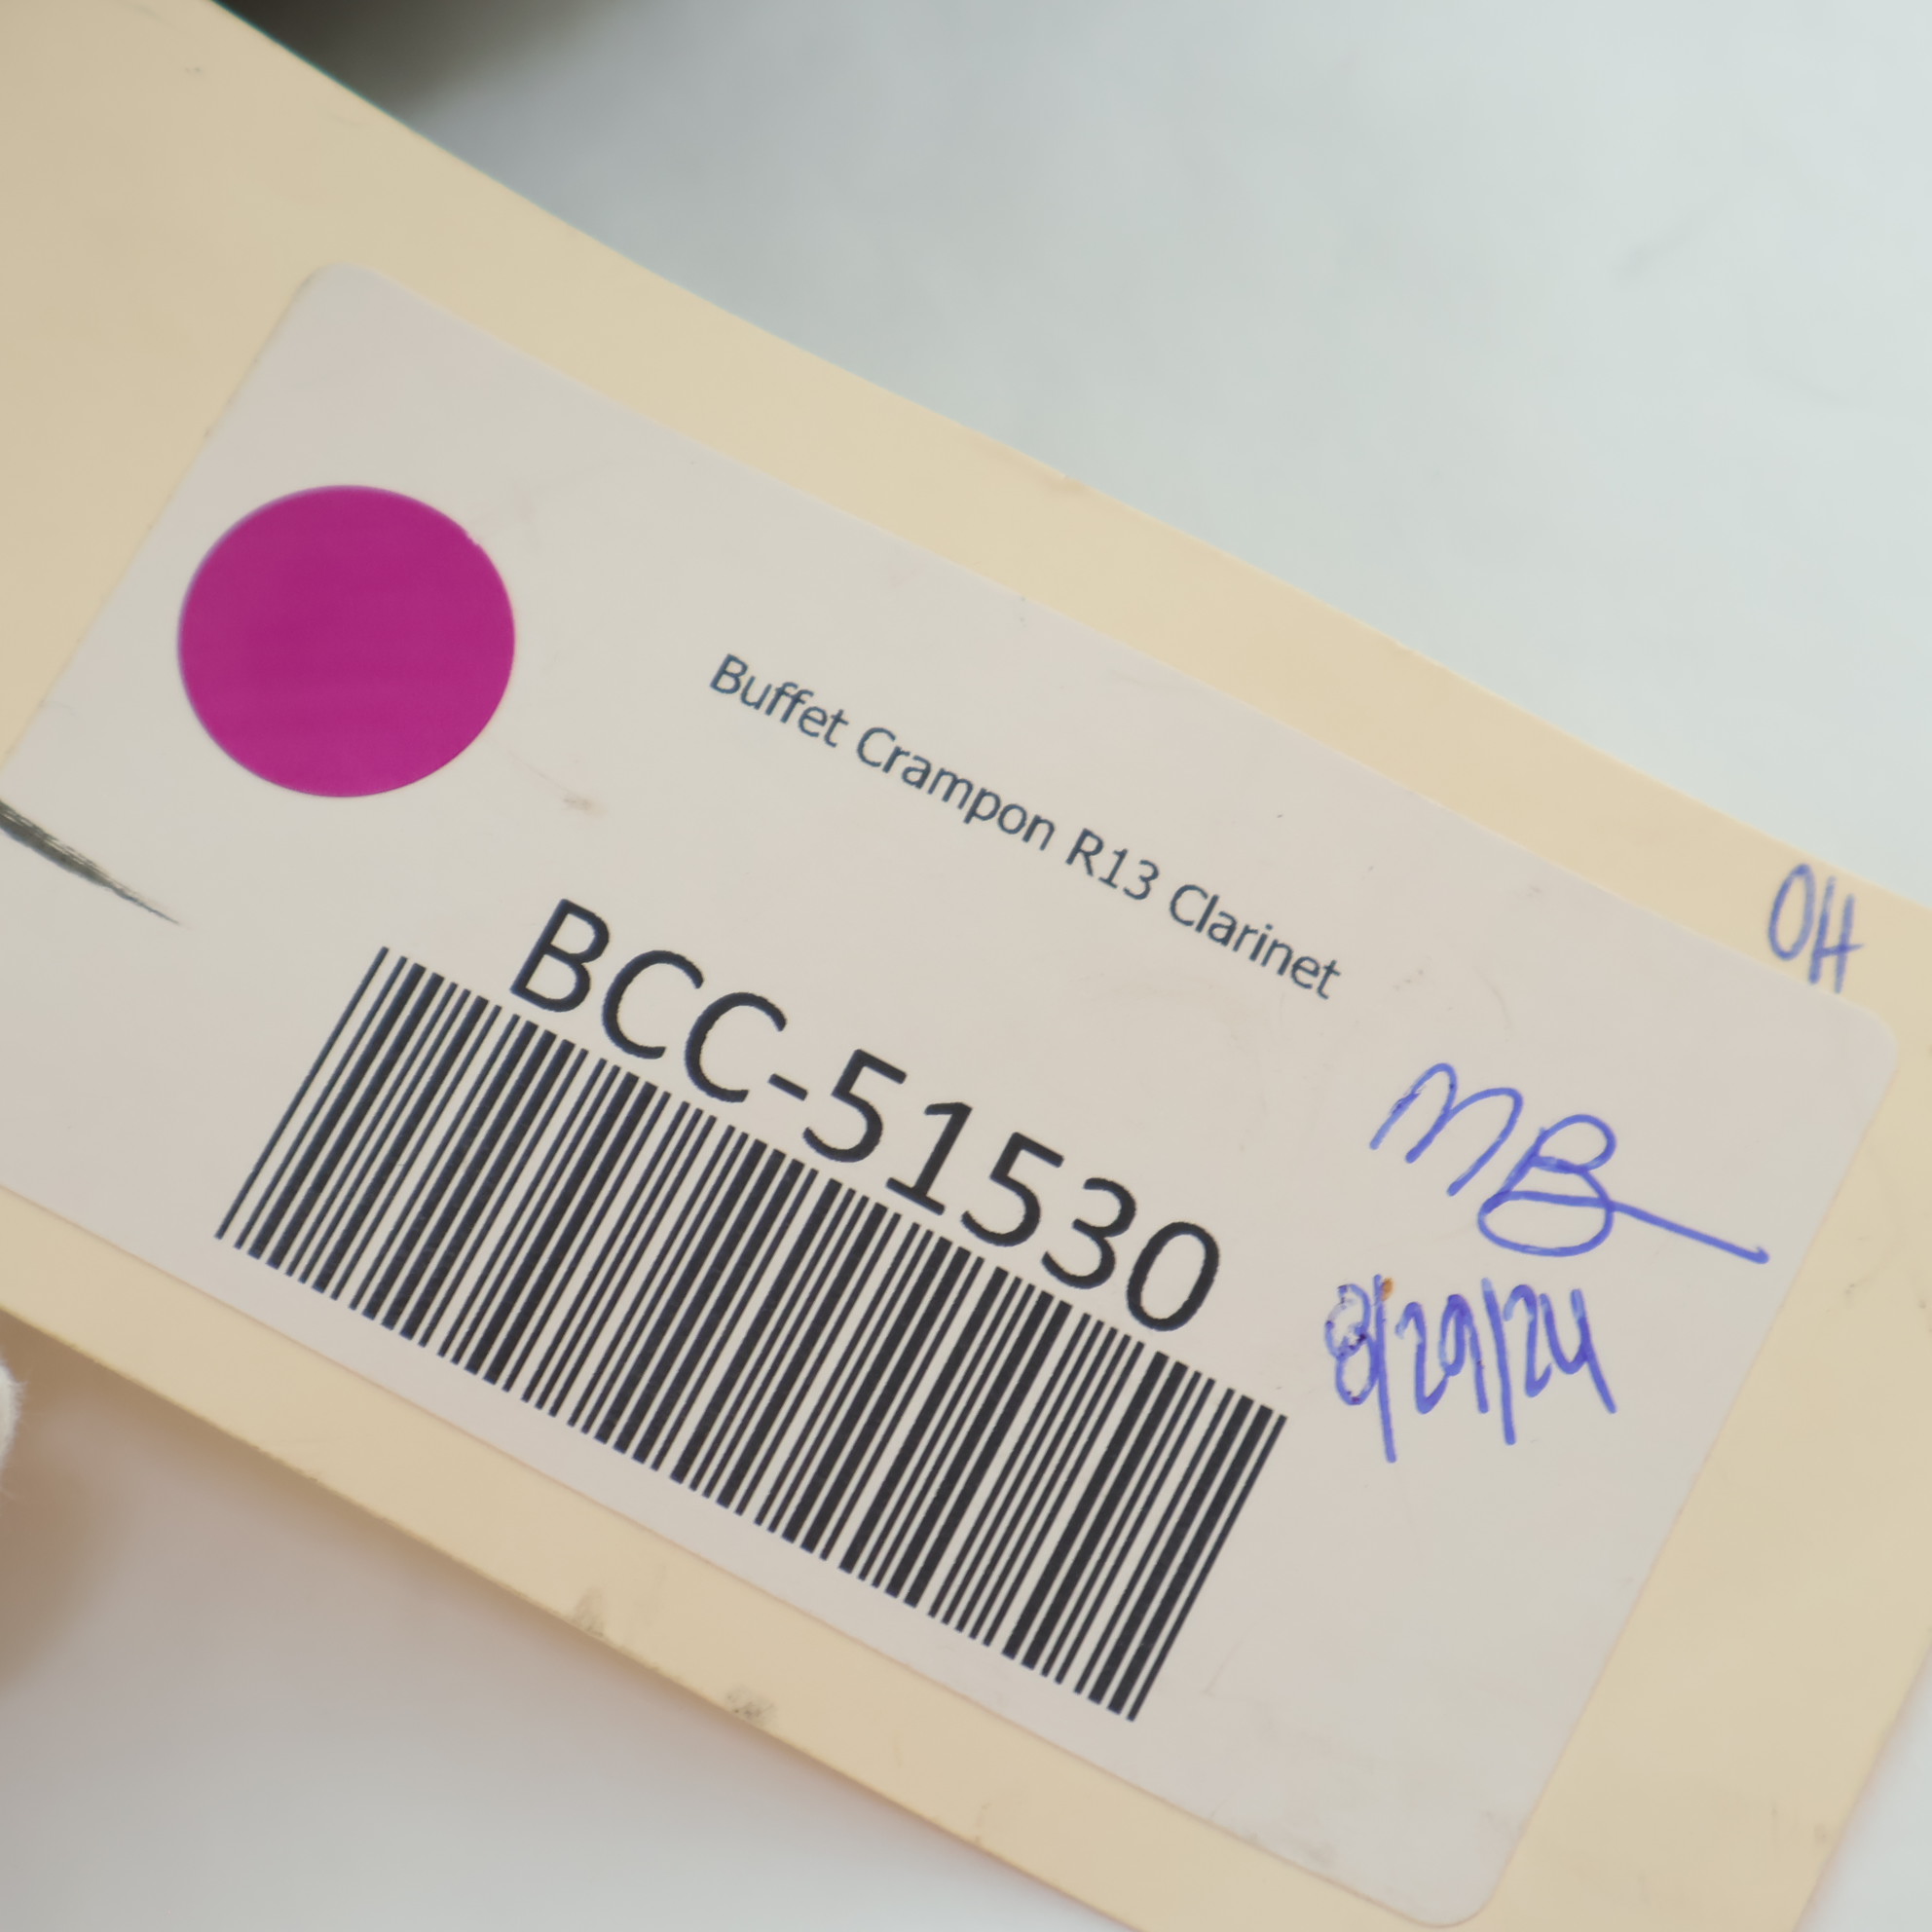 Buffet Crampon R13 Clarinet
BCC-51530
OH
MB
8/29/24